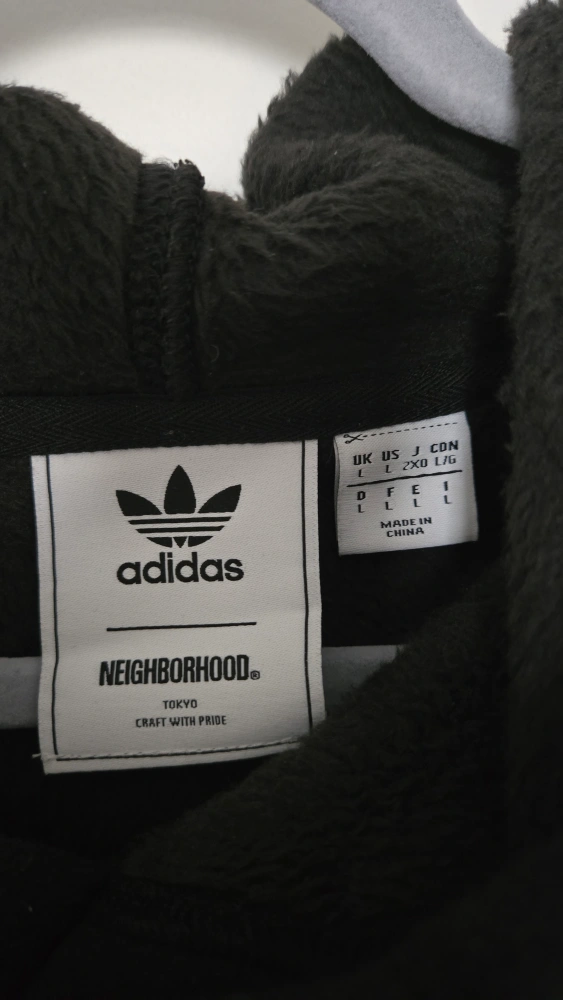 adidas
NEIGHBORHOOD®
TOKYO
CRAFT WITH PRIDE
UK US J CDN
L L 2XO L/G
D F E I
L L L L
MADE IN
CHINA